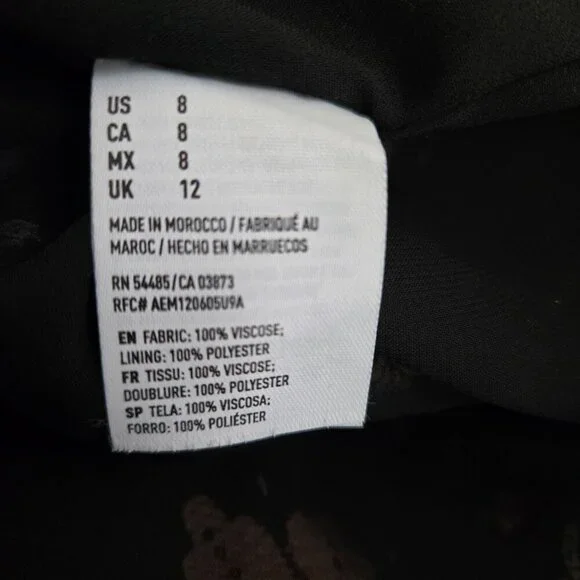 US 8
CA 8
MX 8
UK 12
MADE IN MOROCCO / FABRIQUÉ AU
MAROC / HECHO EN MARRUECOS
RN 54485/CA 03873
RFC# AEM120605U9A
EN FABRIC: 100% VISCOSE;
LINING: 100% POLYESTER
FR TISSU: 100% VISCOSE;
DOUBLURE: 100% POLYESTER
SP TELA: 100% VISCOSA;
FORRO: 100% POLIÉSTER